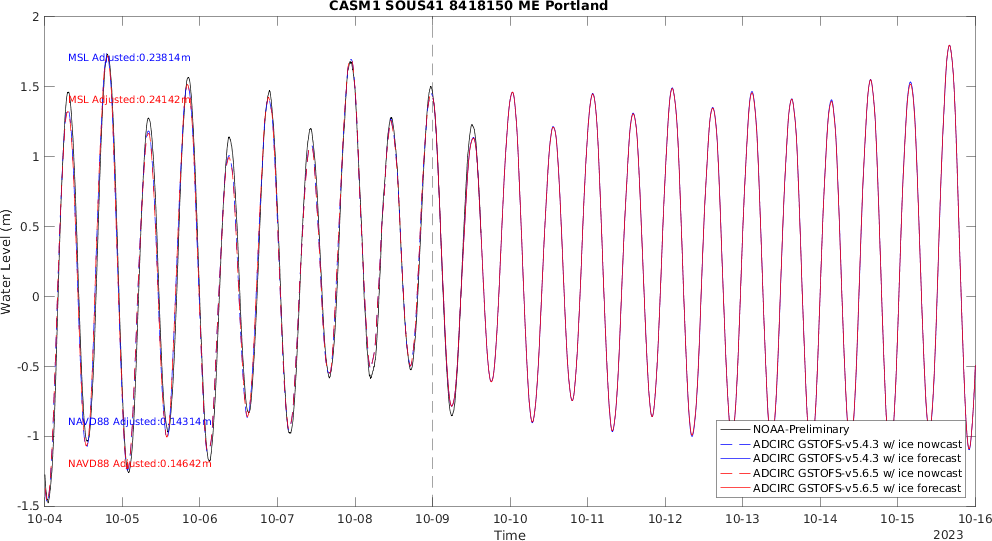 CASM1 SOUS41 8418150 ME Portland
Water Level (m)
2
1.5
1
0.5
0
-0.5
-1
-1.5
MSL Adjusted:0.23814m
MSL Adjusted:0.24142m
NAVD88 Adjusted:0.14314m
NAVD88 Adjusted:0.14642m
NOAA-Preliminary
ADCIRC GSTOFS-v5.4.3 w/ ice nowcast
ADCIRC GSTOFS-v5.4.3 w/ ice forecast
ADCIRC GSTOFS-v5.6.5 w/ ice nowcast
ADCIRC GSTOFS-v5.6.5 w/ ice forecast
10-04 10-05 10-06 10-07 10-08 10-09 10-10 10-11 10-12 10-13 10-14 10-15 10-16
Time
2023